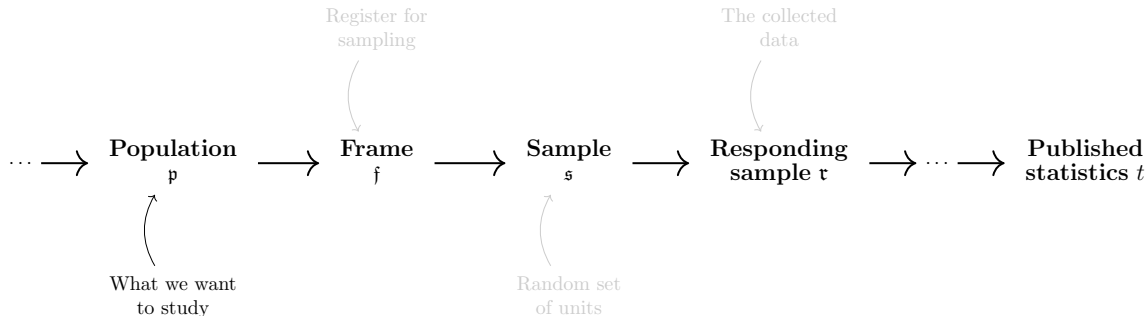 Register for
sampling
The collected
data
··· Population Frame Sample Responding ··· Published
𝔭 𝔣 𝔰 sample 𝔯 statistics t
What we want
to study
Random set
of units